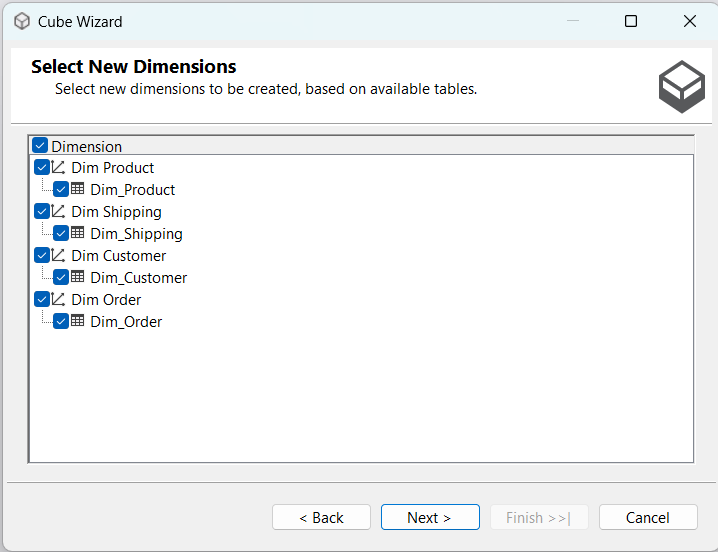 Cube Wizard
Select New Dimensions
Select new dimensions to be created, based on available tables.
Dimension
Dim Product
Dim_Product
Dim Shipping
Dim_Shipping
Dim Customer
Dim_Customer
Dim Order
Dim_Order
< Back Next > Finish >>| Cancel